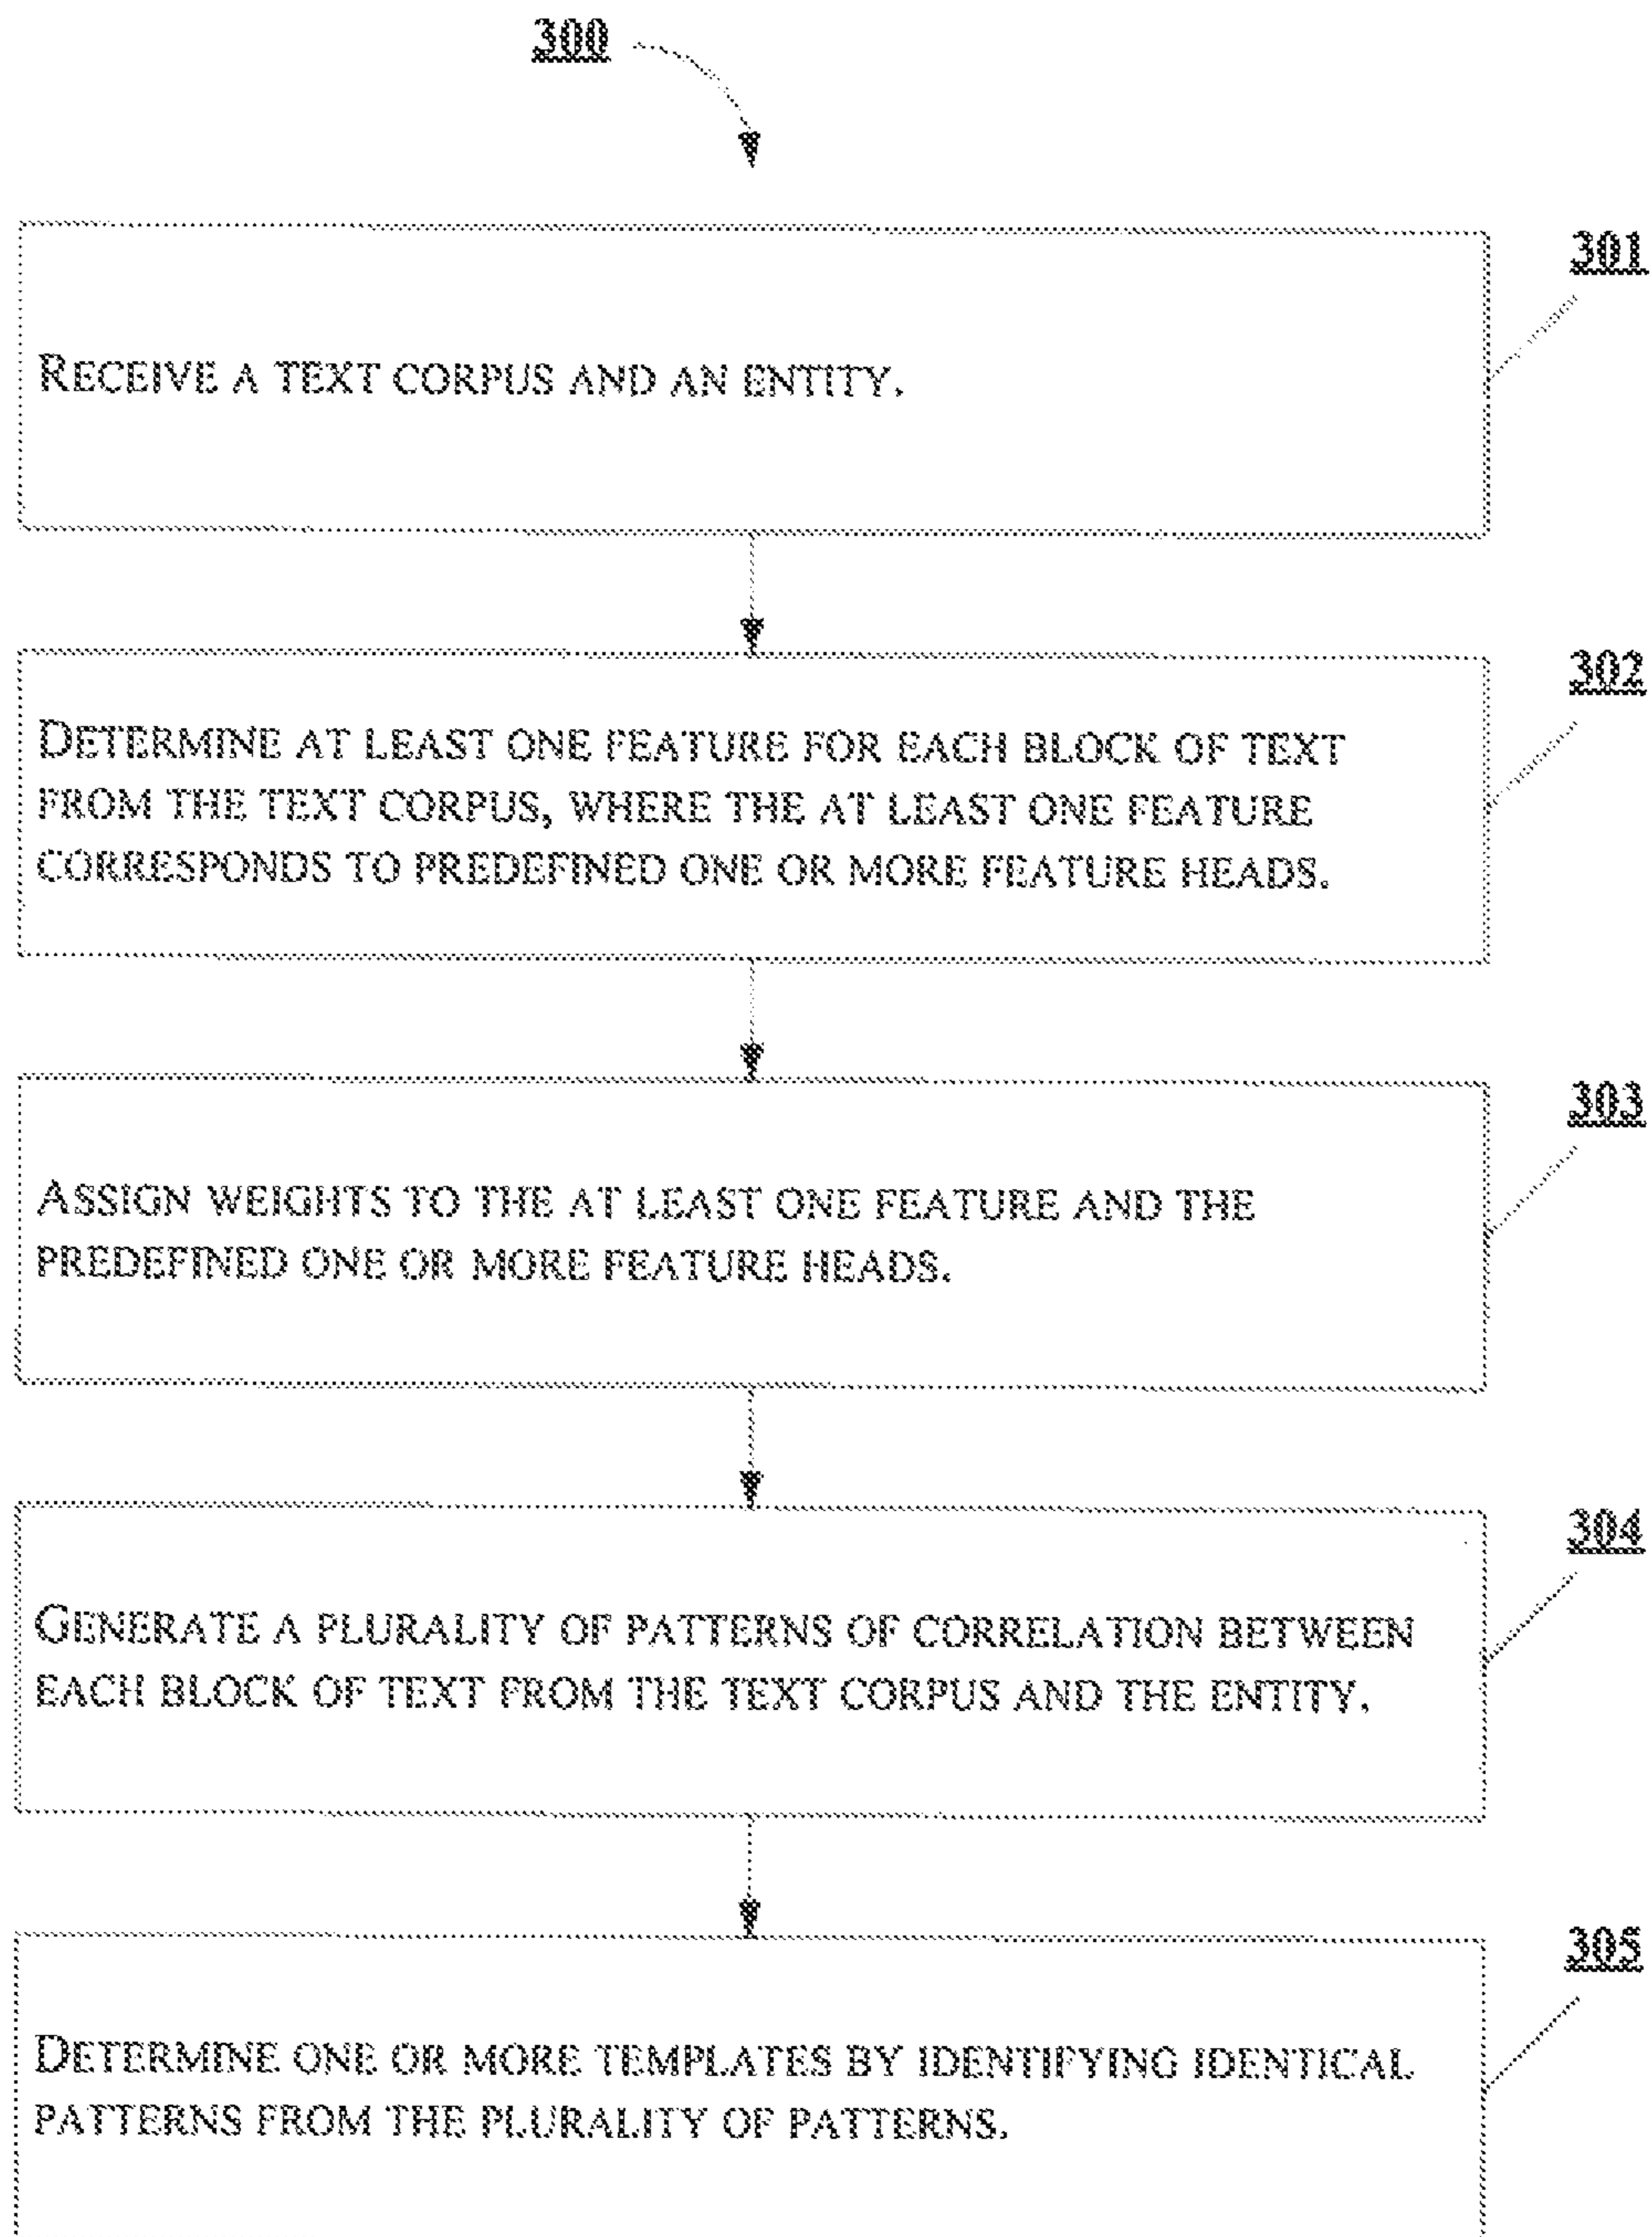 300
301
RECEIVE A TEXT CORPUS AND AN ENTITY.
302
DETERMINE AT LEAST ONE FEATURE FOR EACH BLOCK OF TEXT
FROM THE TEXT CORPUS, WHERE THE AT LEAST ONE FEATURE
CORRESPONDS TO PREDEFINED ONE OR MORE FEATURE HEADS.
303
ASSIGN WEIGHTS TO THE AT LEAST ONE FEATURE AND THE
PREDEFINED ONE OR MORE FEATURE HEADS.
304
GENERATE A PLURALITY OF PATTERNS OF CORRELATION BETWEEN
EACH BLOCK OF TEXT FROM THE TEXT CORPUS AND THE ENTITY.
305
DETERMINE ONE OR MORE TEMPLATES BY IDENTIFYING IDENTICAL
PATTERNS FROM THE PLURALITY OF PATTERNS.